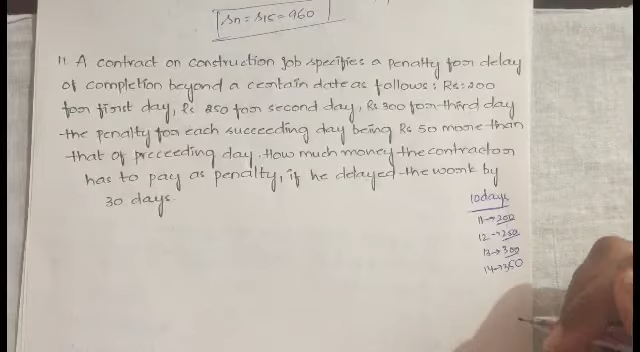 Sn = S15 = 960
11. A contract on construction job specifies a penalty for delay
of completion beyond a certain date as follows: Rs:200
for first day, Rs 250 for second day, Rs 300 for third day
the penalty for each succeeding day being Rs 50 more than
that of preceeding day. How much money the contractor
has to pay as penalty, if he delayed the work by
30 days.
10days
11→200
12→250
13→300
14→350